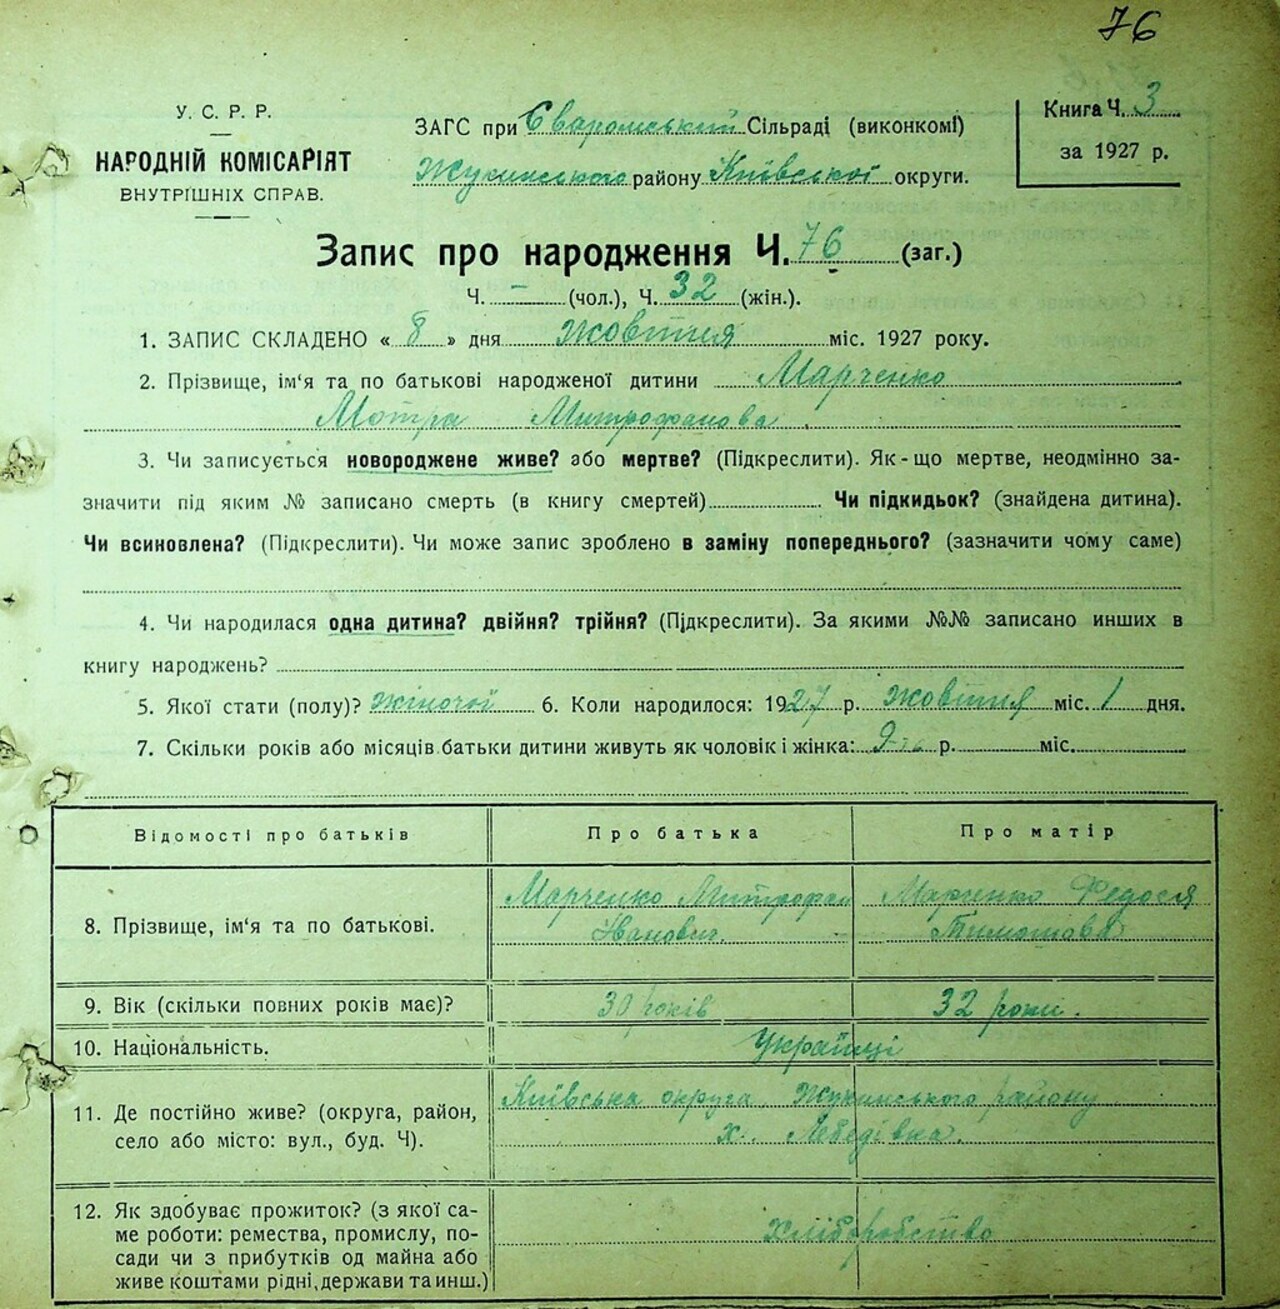 76
У. С. Р. Р.
НАРОДНІЙ КОМІСАРІЯТ
ВНУТРІШНІХ СПРАВ.
ЗАГС при Єваромський Сільраді (виконкомі)
Жукинського району Київської округи.
Книга Ч. 3
за 1927 р.
Запис про народження Ч. 76 (заг.)
Ч. – (чол.), Ч. 32 (жін.).
1. ЗАПИС СКЛАДЕНО « 8 » дня жовтня міс. 1927 року.
2. Прізвище, ім‘я та по батькові народженої дитини Марченко
Мотра Митрофанова
3. Чи записується новороджене живе? або мертве? (Підкреслити). Як-що мертве, неодмінно за-
значити під яким № записано смерть (в книгу смертей) Чи підкидьок? (знайдена дитина).
Чи всиновлена? (Підкреслити). Чи може запис зроблено в заміну попереднього? (зазначити чому саме)
4. Чи народилася одна дитина? двійня? трійня? (Підкреслити). За якими №№ записано инших в
книгу народжень?
5. Якої стати (полу)? жіночой 6. Коли народилося: 1927 р. жовтня міс. 1 дня.
7. Скільки років або місяців батьки дитини живуть як чоловік і жінка: р. міс.
Відомості про батьків Про батька Про матір
8. Прізвище, ім‘я та по батькові. Марченко Митрофан Іванович. Марченко Федося Тимошова
9. Вік (скільки повних років має)? 30 років 32 роки.
10. Національність. Українці
11. Де постійно живе? (округа, район, Київська округа Жукинського району
село або місто: вул., буд. Ч). х. Лебедівка.
12. Як здобуває прожиток? (з якої са-
ме роботи: ремества, промислу, по- хліборобство
сади чи з прибутків од майна або
живе коштами рідні, держави та инш.)